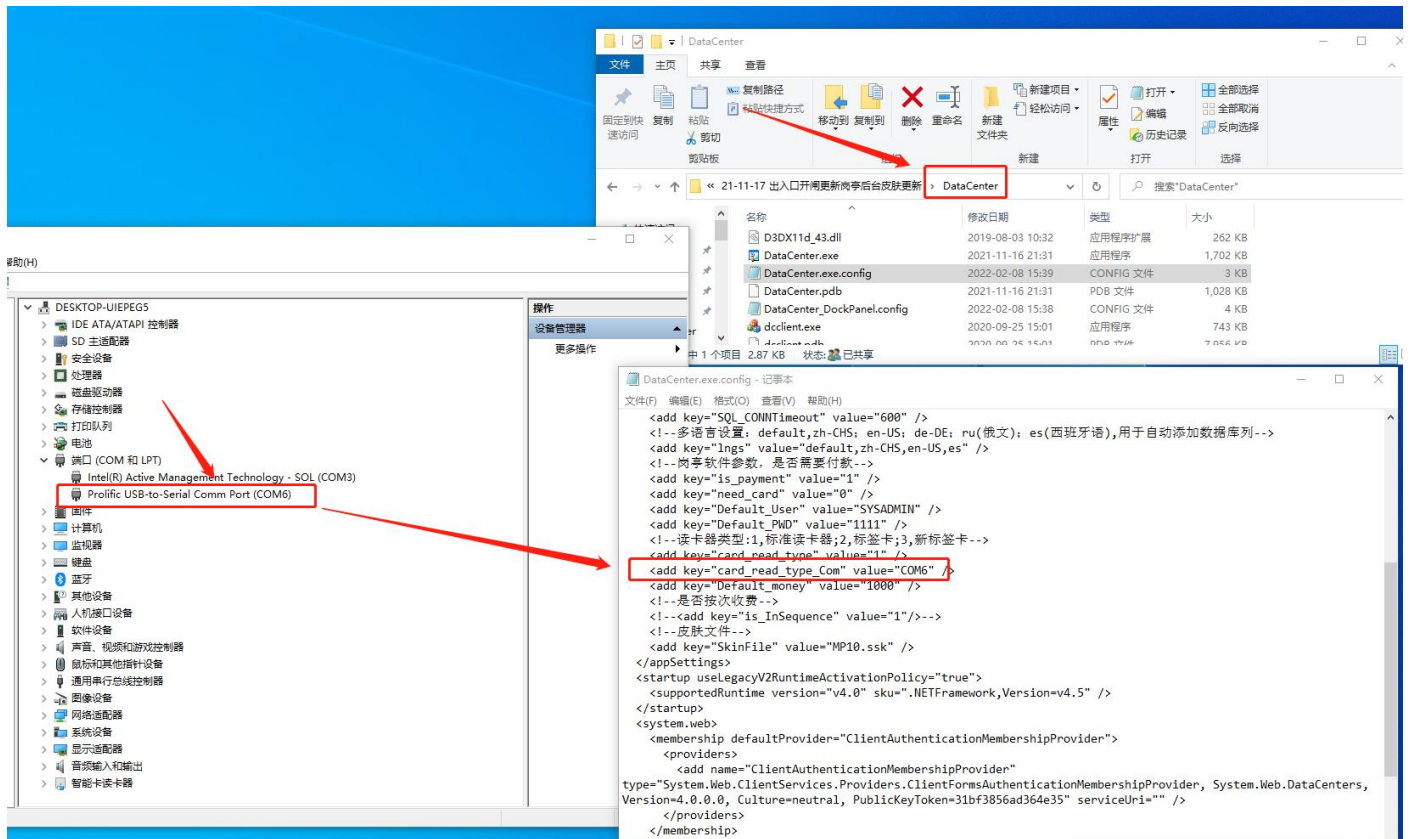 DataCenter
文件 主页 共享 查看
固定到快速访问
复制
粘贴
复制路径
粘贴快捷方式
剪切
移动到 复制到 删除 重命名
新建文件夹
新建项目
轻松访问
属性
打开
编辑
历史记录
全部选择
全部取消
反向选择
剪贴板 新建 打开 选择
« 21-11-17 出入口开闸更新岗亭后台皮肤更新 › DataCenter
搜索"DataCenter"
名称 修改日期 类型 大小
D3DX11d_43.dll 2019-08-03 10:32 应用程序扩展 262 KB
DataCenter.exe 2021-11-16 21:31 应用程序 1,702 KB
DataCenter.exe.config 2022-02-08 15:39 CONFIG 文件 3 KB
DataCenter.pdb 2021-11-16 21:31 PDB 文件 1,028 KB
DataCenter_DockPanel.config 2022-02-08 15:38 CONFIG 文件 4 KB
dcclient.exe 2020-09-25 15:01 应用程序 743 KB
dcclient.pdb 2020-09-25 15:01 PDB 文件 7,956 KB
中 1 个项目 2.87 KB 状态: 已共享
帮助(H)
DESKTOP-UIEPEG5
IDE ATA/ATAPI 控制器
SD 主适配器
安全设备
处理器
磁盘驱动器
存储控制器
打印队列
电池
端口 (COM 和 LPT)
Intel(R) Active Management Technology - SOL (COM3)
Prolific USB-to-Serial Comm Port (COM6)
固件
计算机
监视器
键盘
蓝牙
其他设备
人机接口设备
软件设备
声音、视频和游戏控制器
鼠标和其他指针设备
通用串行总线控制器
图像设备
网络适配器
系统设备
显示适配器
音频输入和输出
智能卡读卡器
操作
设备管理器
更多操作
DataCenter.exe.config - 记事本
文件(F) 编辑(E) 格式(O) 查看(V) 帮助(H)
<add key="SQL_CONNTimeout" value="600" />
<!--多语言设置: default,zh-CHS; en-US; de-DE; ru(俄文); es(西班牙语),用于自动添加数据库列-->
<add key="lngs" value="default,zh-CHS,en-US,es" />
<!--岗亭软件参数, 是否需要付款-->
<add key="is_payment" value="1" />
<add key="need_card" value="0" />
<add key="Default_User" value="SYSADMIN" />
<add key="Default_PWD" value="1111" />
<!--读卡器类型:1,标准读卡器;2,标签卡;3,新标签卡-->
<add key="card_read_type" value="1" />
<add key="card_read_type_Com" value="COM6" />
<add key="Default_money" value="1000" />
<!--是否按次收费-->
<!--<add key="is_InSequence" value="1"/>-->
<!--皮肤文件-->
<add key="SkinFile" value="MP10.ssk" />
</appSettings>
<startup useLegacyV2RuntimeActivationPolicy="true">
<supportedRuntime version="v4.0" sku=".NETFramework,Version=v4.5" />
</startup>
<system.web>
<membership defaultProvider="ClientAuthenticationMembershipProvider">
<providers>
<add name="ClientAuthenticationMembershipProvider"
type="System.Web.ClientServices.Providers.ClientFormsAuthenticationMembershipProvider, System.Web.DataCenters,
Version=4.0.0.0, Culture=neutral, PublicKeyToken=31bf3856ad364e35" serviceUri="" />
</providers>
</membership>